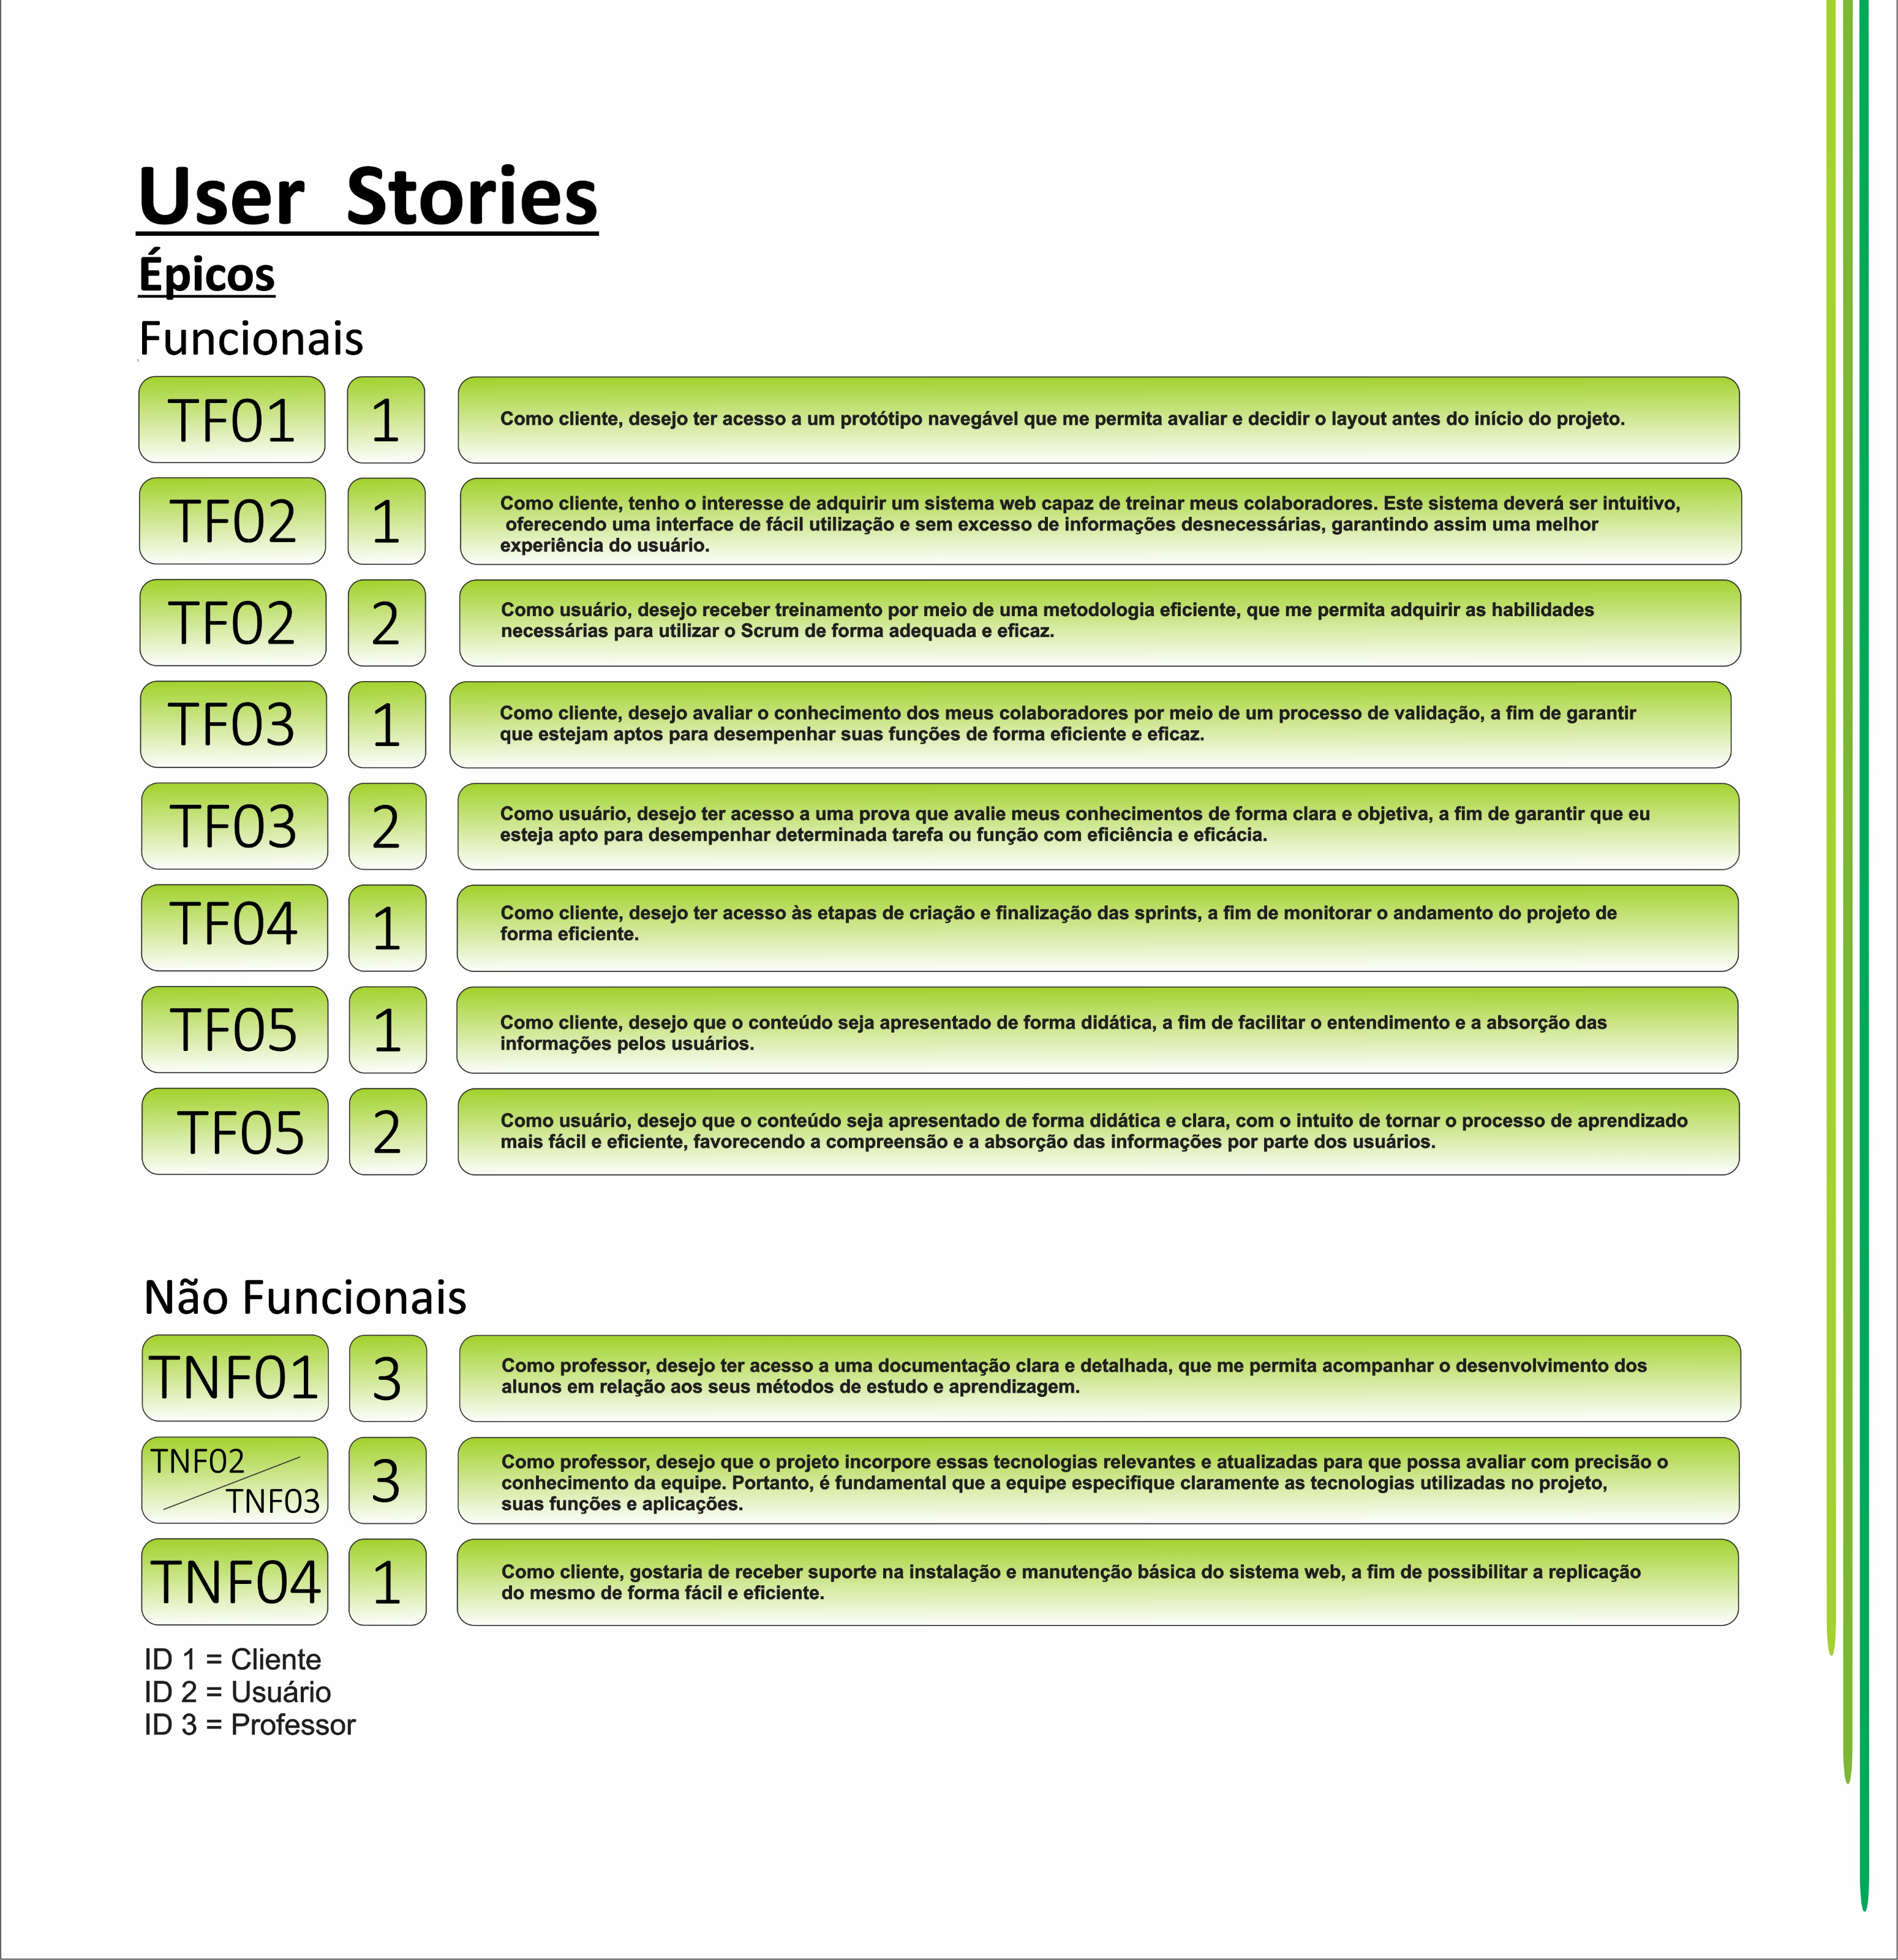 User Stories
Épicos
Funcionais
TF01 1 Como cliente, desejo ter acesso a um protótipo navegável que me permita avaliar e decidir o layout antes do início do projeto.
TF02 1 Como cliente, tenho o interesse de adquirir um sistema web capaz de treinar meus colaboradores. Este sistema deverá ser intuitivo,
oferecendo uma interface de fácil utilização e sem excesso de informações desnecessárias, garantindo assim uma melhor
experiência do usuário.
TF02 2 Como usuário, desejo receber treinamento por meio de uma metodologia eficiente, que me permita adquirir as habilidades
necessárias para utilizar o Scrum de forma adequada e eficaz.
TF03 1 Como cliente, desejo avaliar o conhecimento dos meus colaboradores por meio de um processo de validação, a fim de garantir
que estejam aptos para desempenhar suas funções de forma eficiente e eficaz.
TF03 2 Como usuário, desejo ter acesso a uma prova que avalie meus conhecimentos de forma clara e objetiva, a fim de garantir que eu
esteja apto para desempenhar determinada tarefa ou função com eficiência e eficácia.
TF04 1 Como cliente, desejo ter acesso às etapas de criação e finalização das sprints, a fim de monitorar o andamento do projeto de
forma eficiente.
TF05 1 Como cliente, desejo que o conteúdo seja apresentado de forma didática, a fim de facilitar o entendimento e a absorção das
informações pelos usuários.
TF05 2 Como usuário, desejo que o conteúdo seja apresentado de forma didática e clara, com o intuito de tornar o processo de aprendizado
mais fácil e eficiente, favorecendo a compreensão e a absorção das informações por parte dos usuários.
Não Funcionais
TNF01 3 Como professor, desejo ter acesso a uma documentação clara e detalhada, que me permita acompanhar o desenvolvimento dos
alunos em relação aos seus métodos de estudo e aprendizagem.
TNF02 TNF03 3 Como professor, desejo que o projeto incorpore essas tecnologias relevantes e atualizadas para que possa avaliar com precisão o
conhecimento da equipe. Portanto, é fundamental que a equipe especifique claramente as tecnologias utilizadas no projeto,
suas funções e aplicações.
TNF04 1 Como cliente, gostaria de receber suporte na instalação e manutenção básica do sistema web, a fim de possibilitar a replicação
do mesmo de forma fácil e eficiente.
ID 1 = Cliente
ID 2 = Usuário
ID 3 = Professor